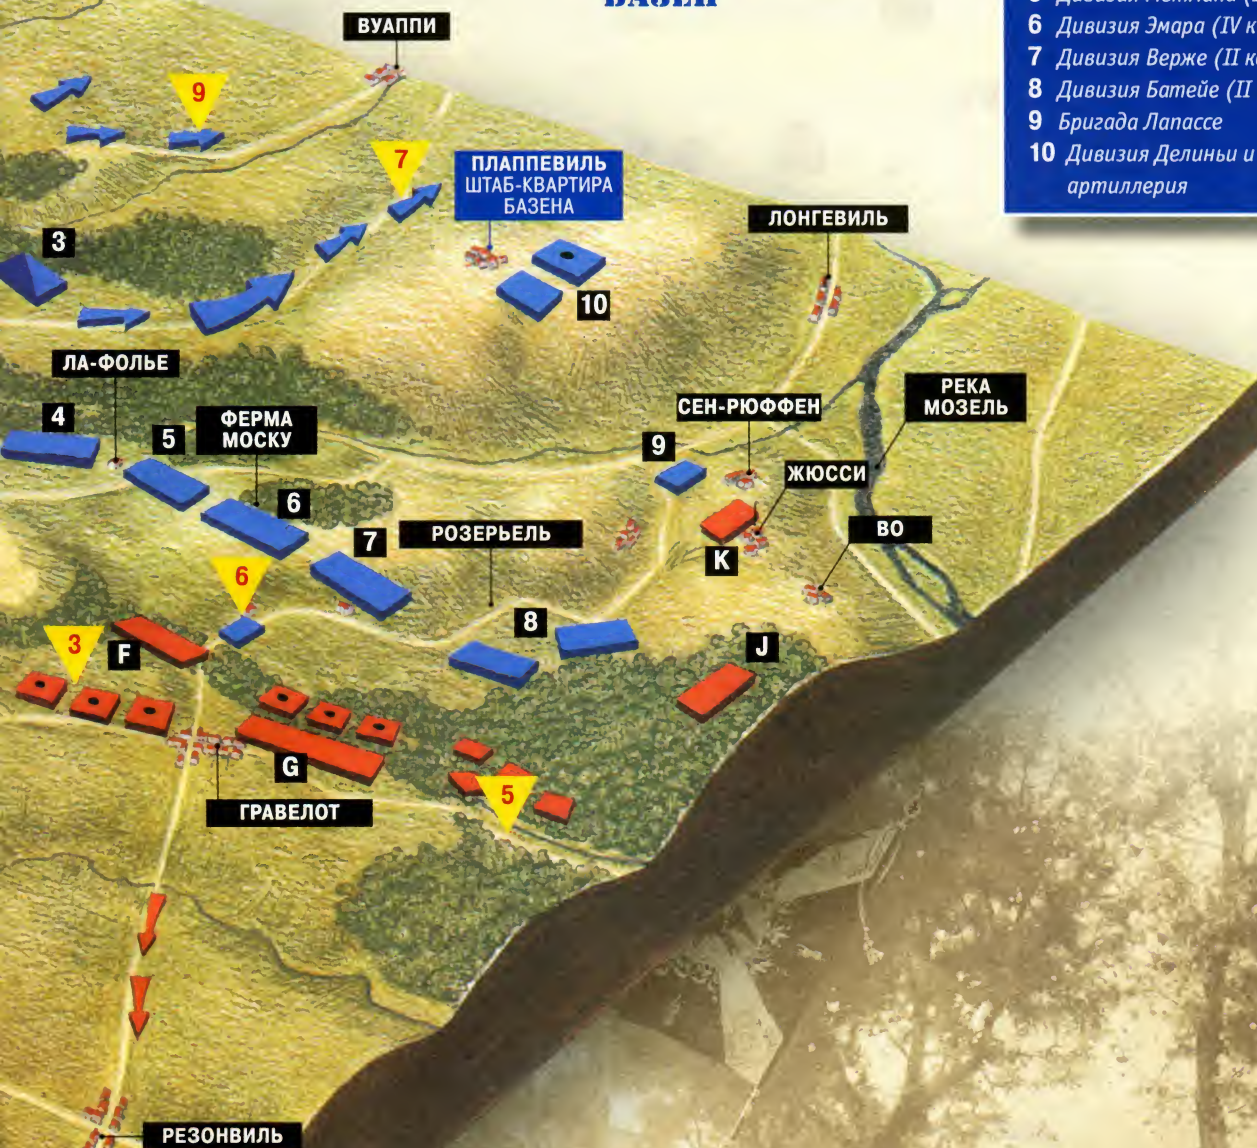 БАЗЕН
6 Дивизия Эмара (IV к
7 Дивизия Верже (II к
8 Дивизия Батейе (II
9 Бригада Лапассе
10 Дивизия Делиньи и
артиллерия
ВУАППИ
9
7
ПЛАППЕВИЛЬ
ШТАБ-КВАРТИРА
БАЗЕНА
ЛОНГЕВИЛЬ
3
10
ЛА-ФОЛЬЕ
4
5
ФЕРМА
МОСКУ
6
СЕН-РЮФФЕН
РЕКА
МОЗЕЛЬ
9
ЖЮССИ
7
РОЗЕРЬЕЛЬ
К
ВО
6
8
3
F
J
G
5
ГРАВЕЛОТ
РЕЗОНВИЛЬ